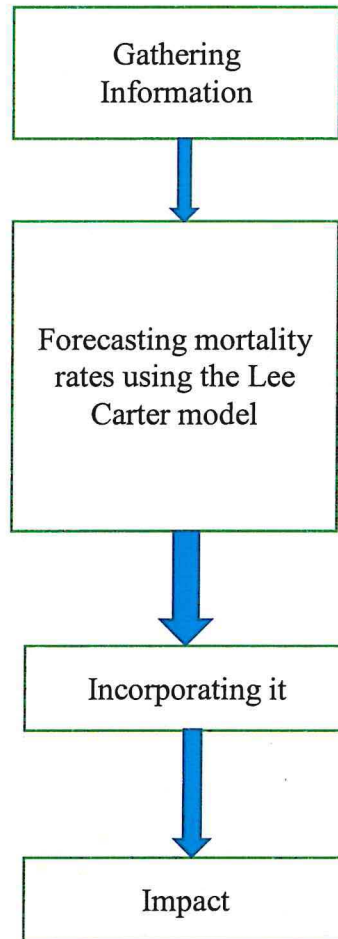 Gathering
Information
Forecasting mortality
rates using the Lee
Carter model
Incorporating it
Impact